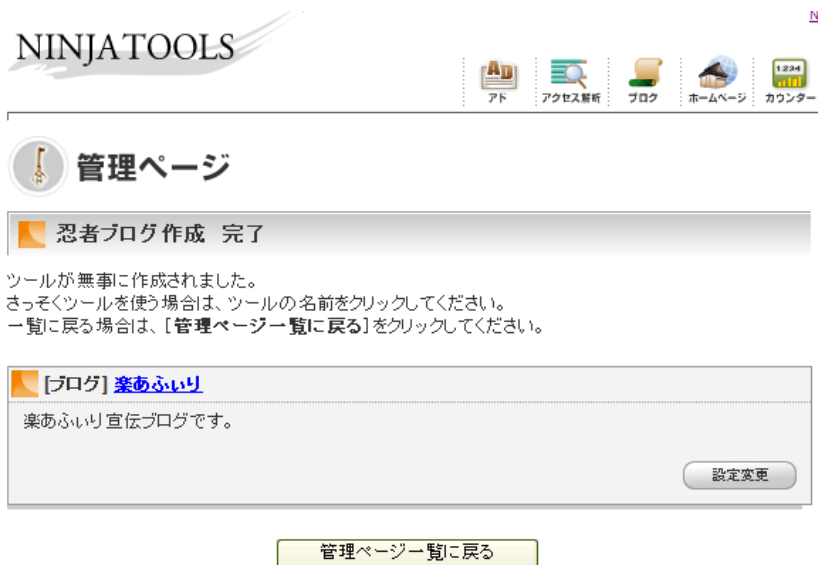 N
NINJATOOLS
AD
1234
アド
アクセス解析
ブログ
ホームページ
カウンター
管理ページ
忍者ブログ作成 完了
ツールが無事に作成されました。
さっそくツールを使う場合は、ツールの名前をクリックしてください。
一覧に戻る場合は、[管理ページ一覧に戻る]をクリックしてください。
[ブログ] 楽あふぃり
楽あふぃり宣伝ブログです。
設定変更
管理ページ一覧に戻る